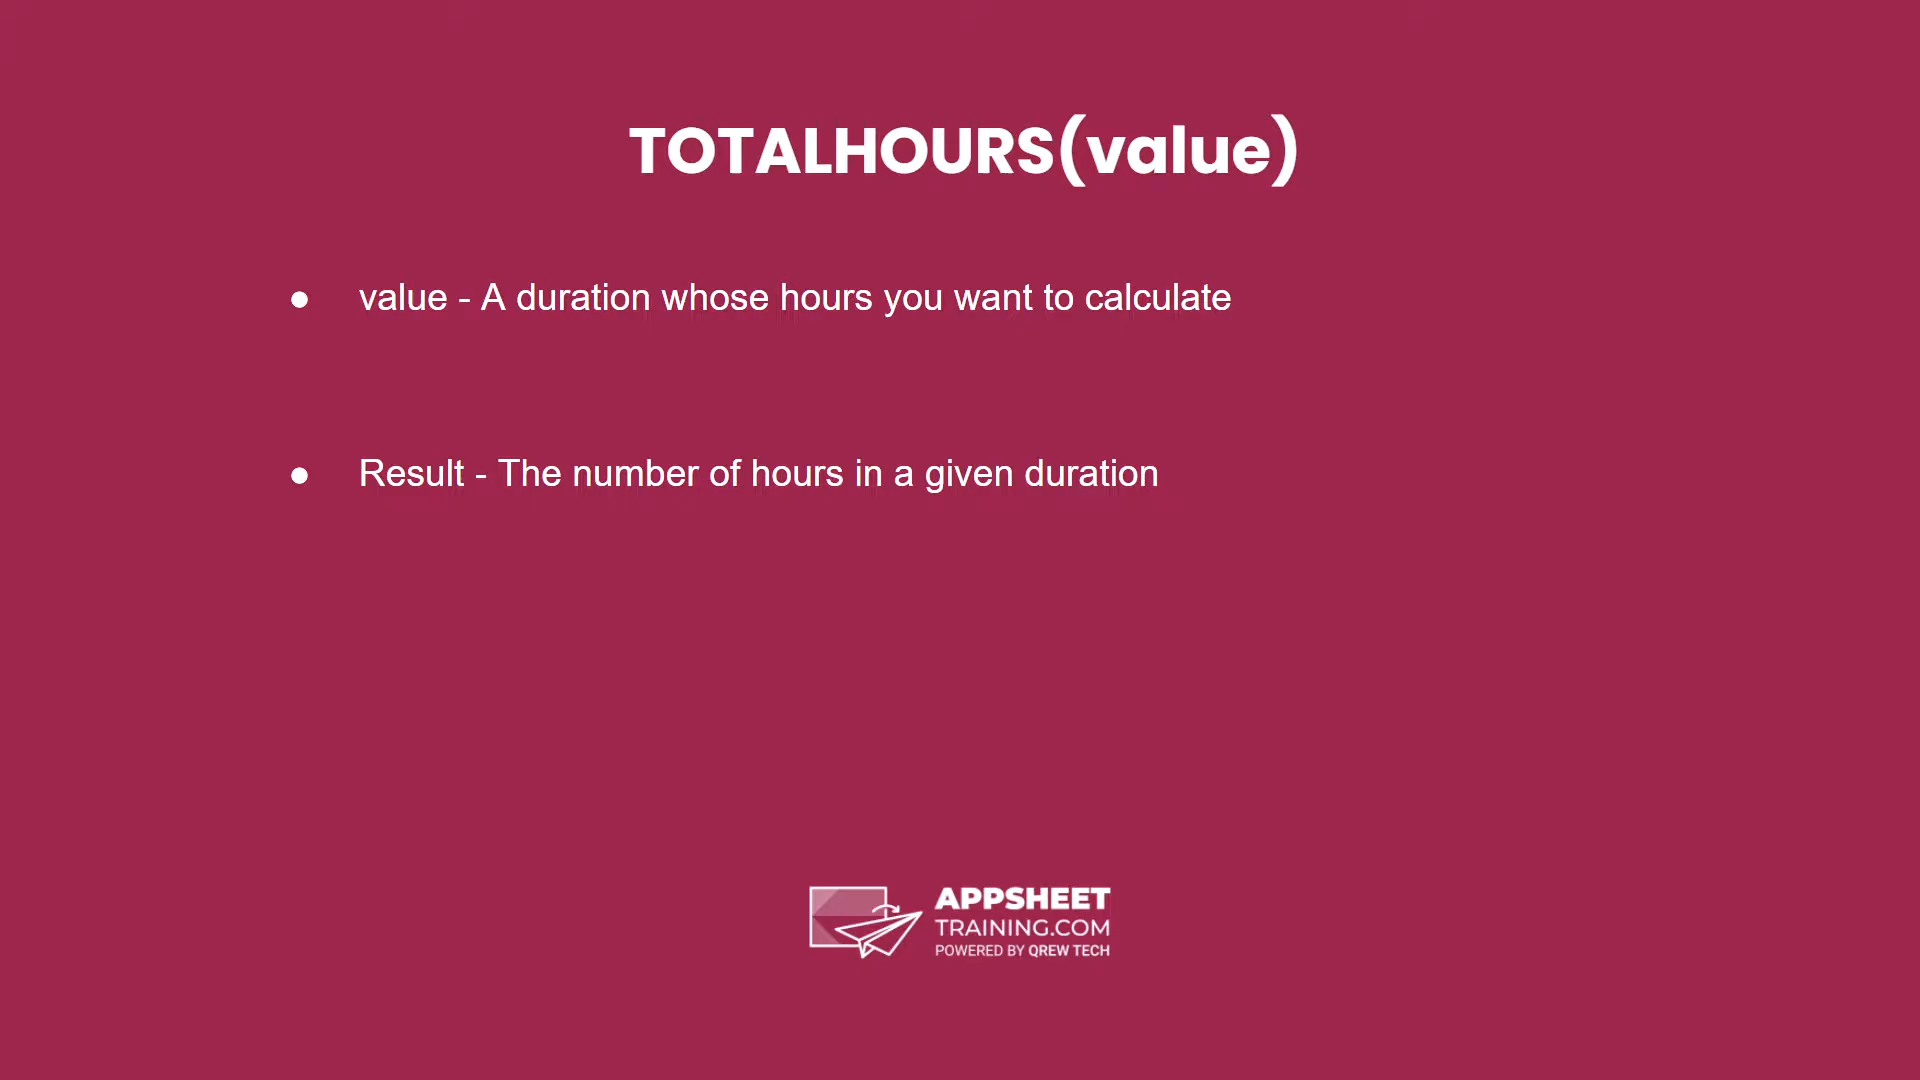 TOTALHOURS(value)
● value - A duration whose hours you want to calculate
● Result - The number of hours in a given duration
APPSHEET
TRAINING.COM
POWERED BY QREW TECH